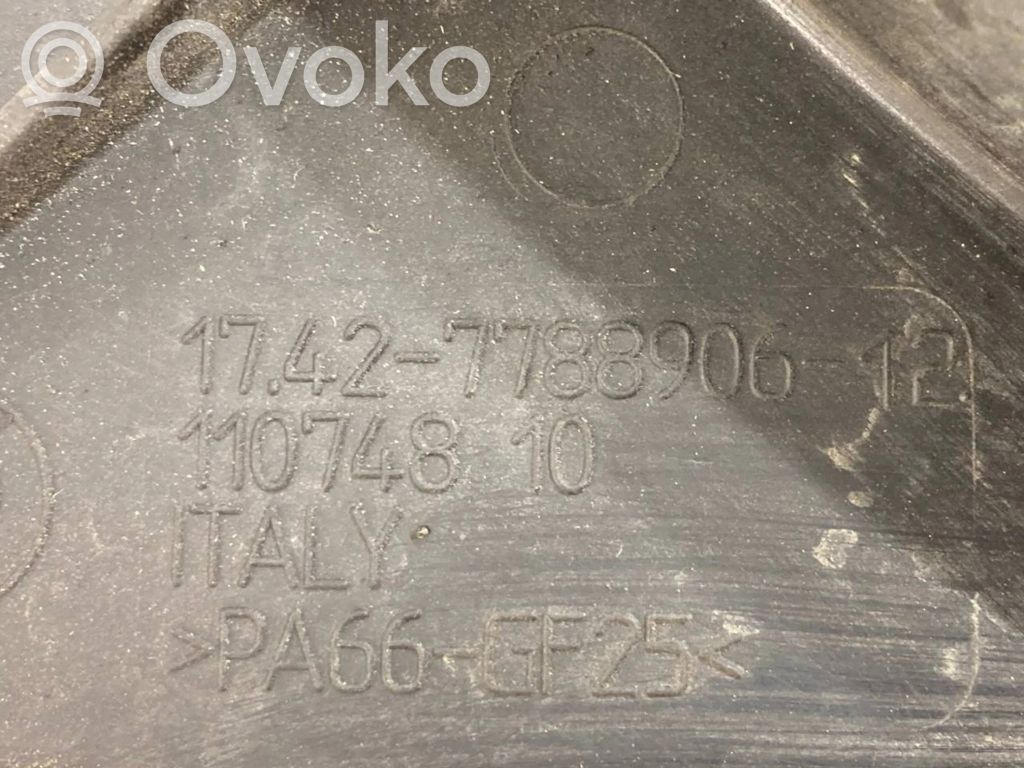 Ovoko
17.42-7788906-12
110748 10
ITALY
>PA66-GF25<